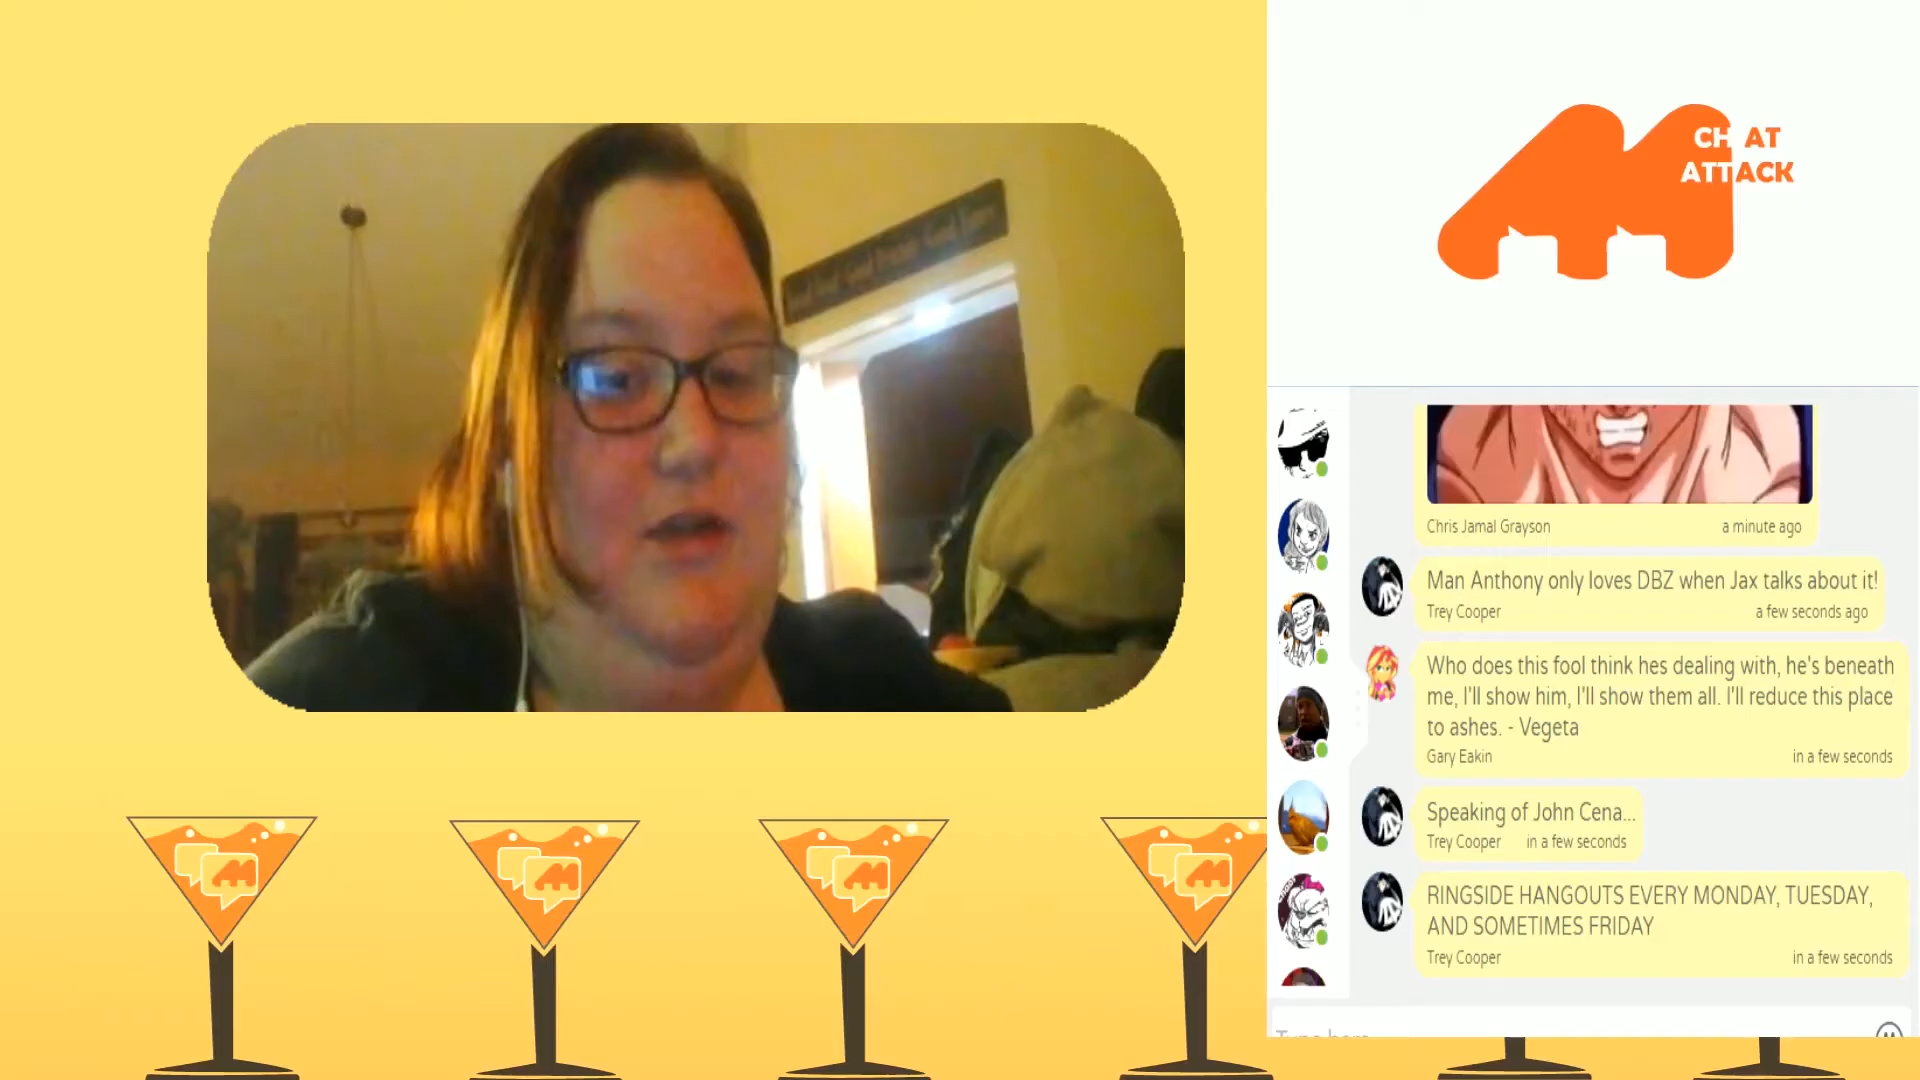 CHAT
ATTACK
Chris Jamal Grayson a minute ago
Man Anthony only loves DBZ when Jax talks about it!
Trey Cooper a few seconds ago
Who does this fool think hes dealing with, he's beneath
me, I'll show him, I'll show them all. I'll reduce this place
to ashes. - Vegeta
Gary Eakin in a few seconds
Speaking of John Cena...
Trey Cooper in a few seconds
RINGSIDE HANGOUTS EVERY MONDAY, TUESDAY,
AND SOMETIMES FRIDAY
Trey Cooper in a few seconds